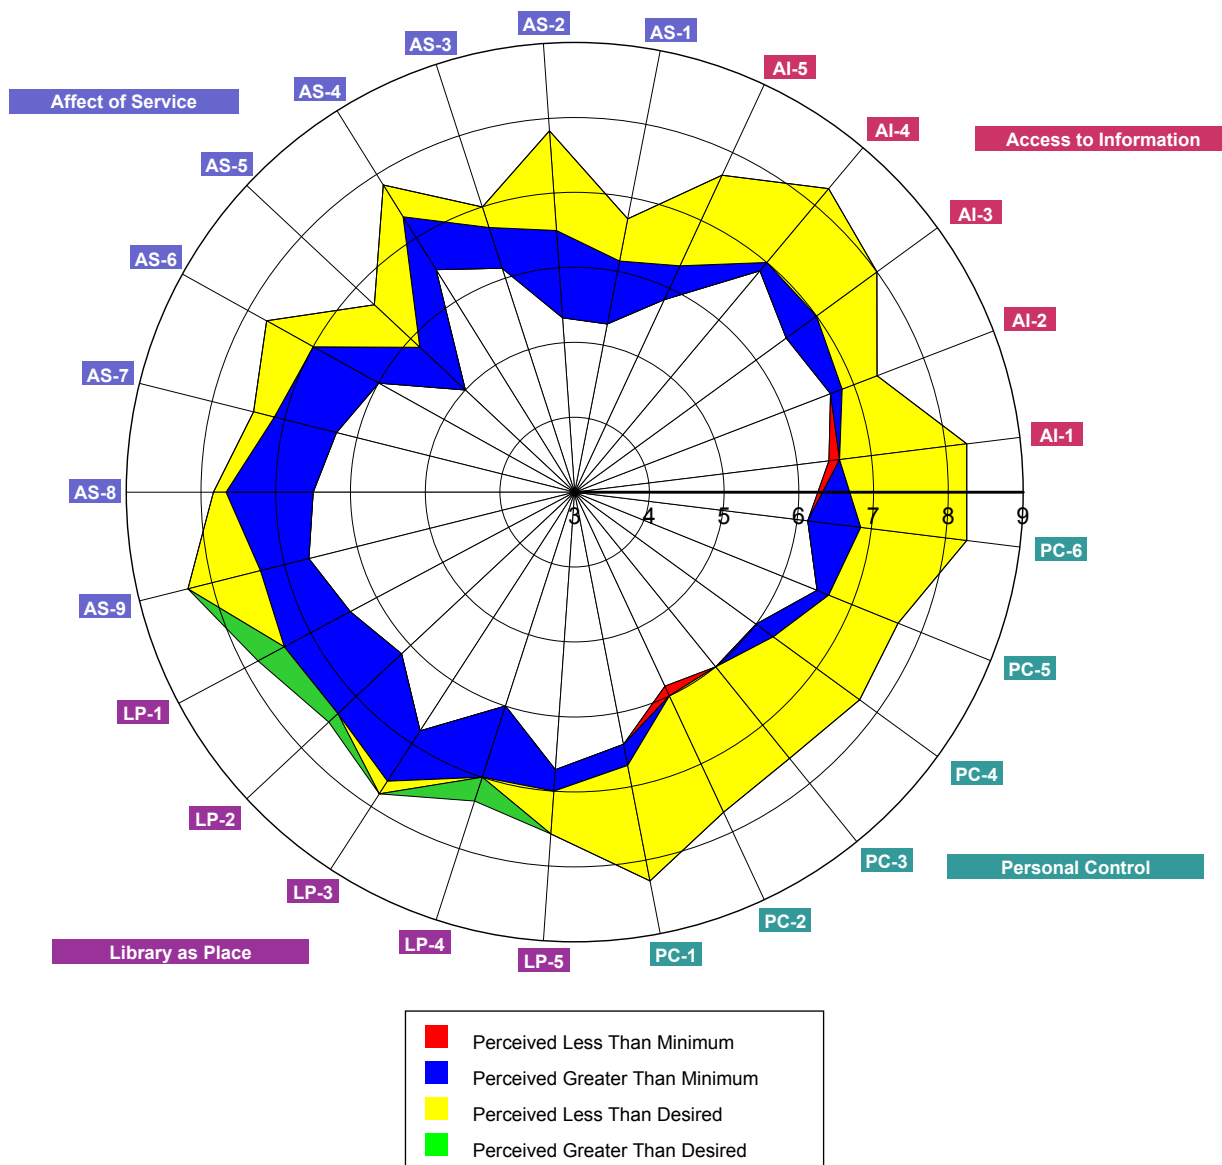 AS-2
AS-1
AS-3
AI-5
AS-4
AI-4
Affect of Service
Access to Information
AS-5
AI-3
AS-6
AI-2
AS-7
AI-1
AS-8
3 4 5 6 7 8 9
PC-6
AS-9
PC-5
LP-1
PC-4
LP-2
PC-3
Personal Control
LP-3
PC-2
LP-4
Library as Place
PC-1
LP-5
Perceived Less Than Minimum
Perceived Greater Than Minimum
Perceived Less Than Desired
Perceived Greater Than Desired